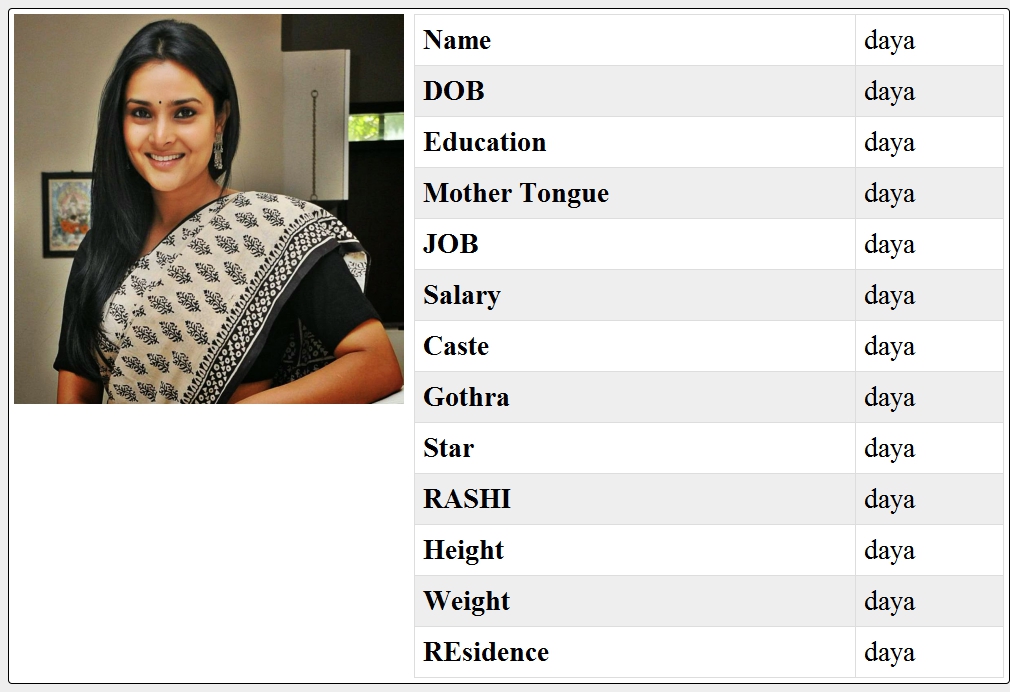 Name daya
DOB daya
Education daya
Mother Tongue daya
JOB daya
Salary daya
Caste daya
Gothra daya
Star daya
RASHI daya
Height daya
Weight daya
REsidence daya